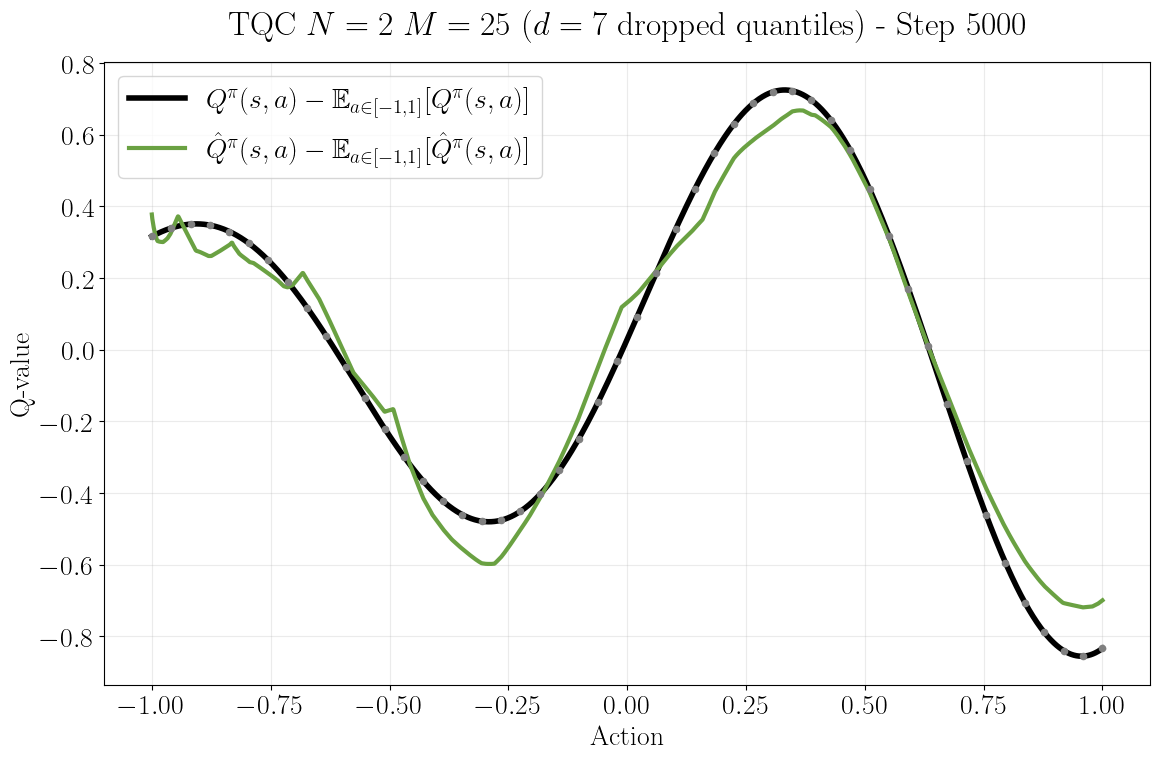 TQC N = 2 M = 25 (d = 7 dropped quantiles) - Step 5000
Q^π(s, a) − 𝔼_{a∈[−1,1]}[Q^π(s, a)]
Q̂^π(s, a) − 𝔼_{a∈[−1,1]}[Q̂^π(s, a)]
0.8
0.6
0.4
0.2
0.0
−0.2
−0.4
−0.6
−0.8
Q-value
−1.00 −0.75 −0.50 −0.25 0.00 0.25 0.50 0.75 1.00
Action